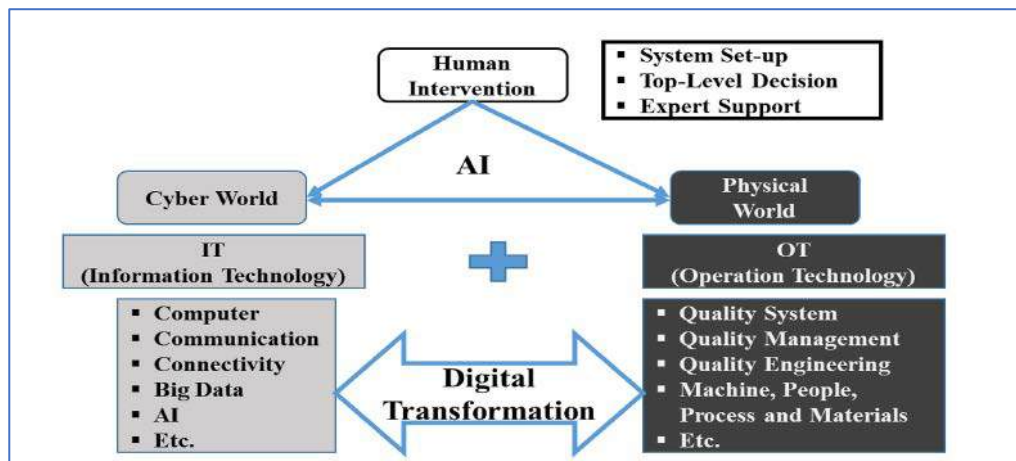 Human
Intervention
▪ System Set-up
▪ Top-Level Decision
▪ Expert Support
AI
Cyber World
Physical
World
IT
(Information Technology)
OT
(Operation Technology)
▪ Computer
▪ Communication
▪ Connectivity
▪ Big Data
▪ AI
▪ Etc.
Digital
Transformation
▪ Quality System
▪ Quality Management
▪ Quality Engineering
▪ Machine, People,
Process and Materials
▪ Etc.